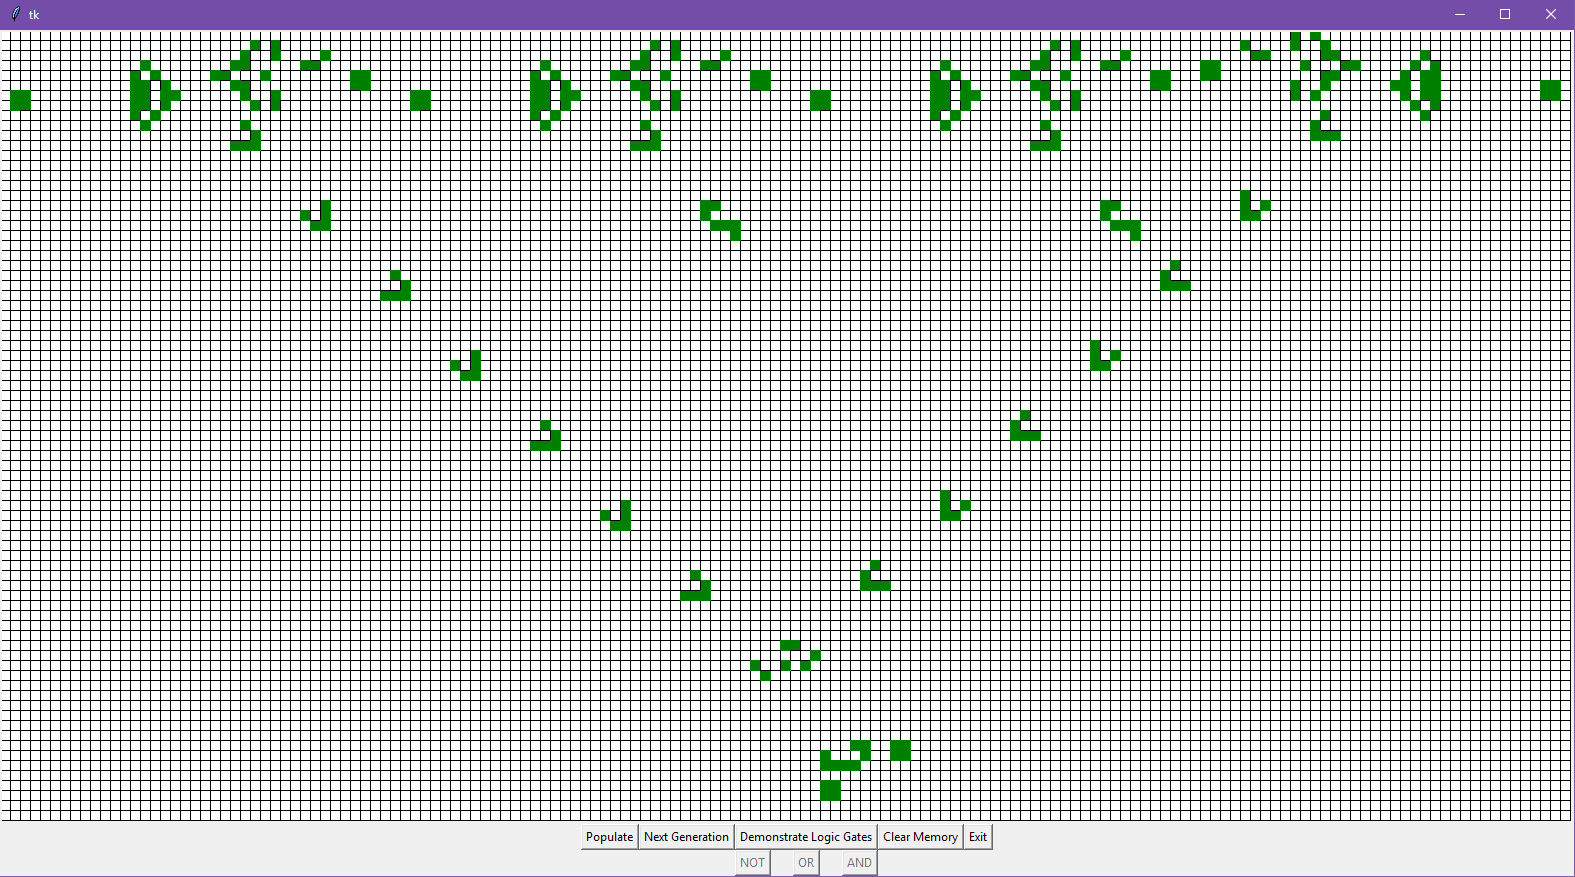 tk
Populate Next Generation Demonstrate Logic Gates Clear Memory Exit
NOT OR AND